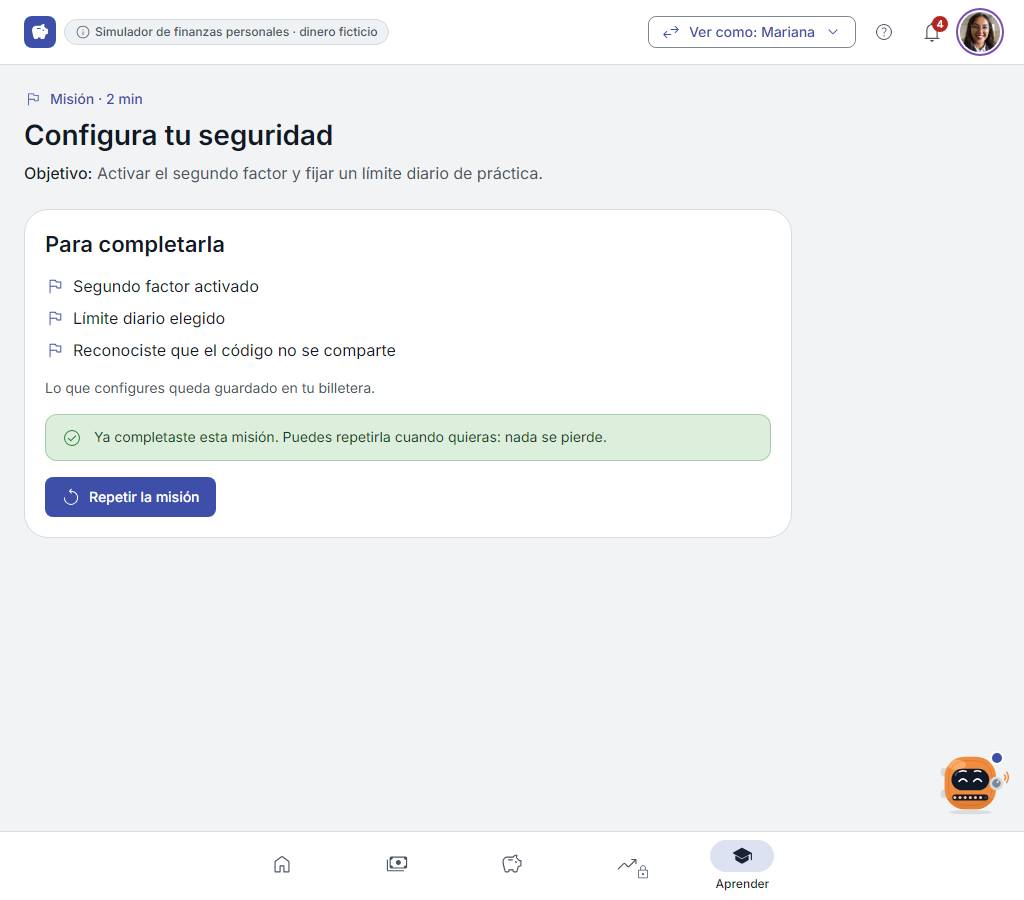 Simulador de finanzas personales · dinero ficticio
Ver como: Mariana
4
Misión · 2 min
Configura tu seguridad
Objetivo: Activar el segundo factor y fijar un límite diario de práctica.
Para completarla
Segundo factor activado
Límite diario elegido
Reconociste que el código no se comparte
Lo que configures queda guardado en tu billetera.
Ya completaste esta misión. Puedes repetirla cuando quieras: nada se pierde.
Repetir la misión
Aprender